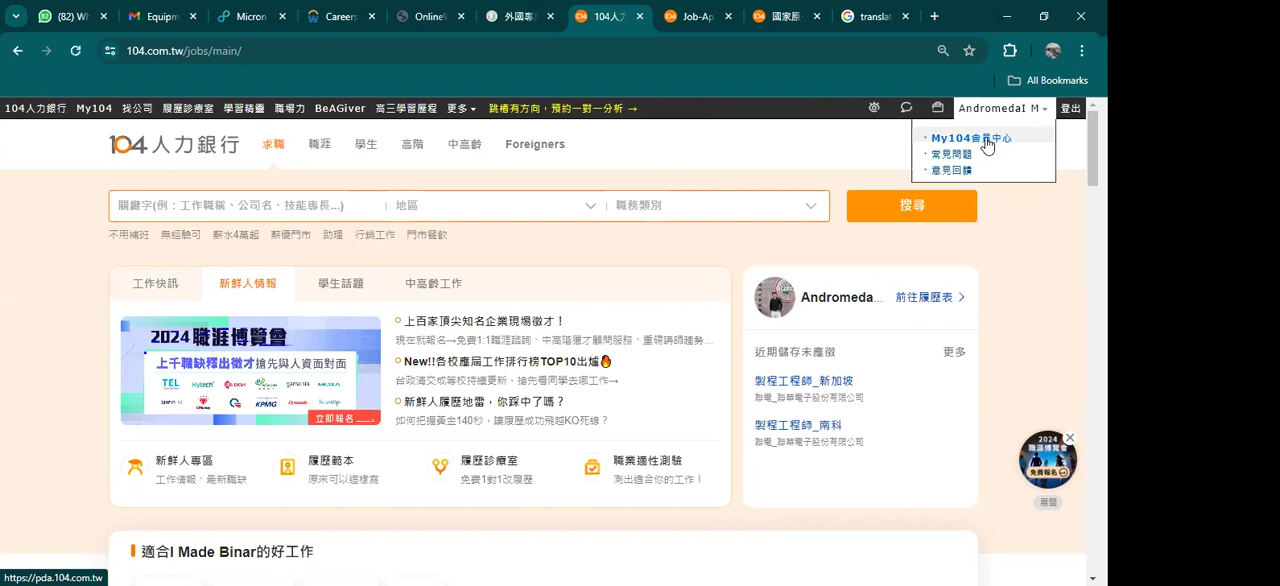 (82) Wh
Equipm
Micron
Careers
OnlineV
外國專
104人力
Job-Ap
國家原
translat
104.com.tw/jobs/main/
All Bookmarks
104人力銀行 My104 找公司 履歷診療室 學習精靈 職場力 BeAGiver 高三學習歷程 更多 跳槽有方向，預約一對一分析 →
AndromedaI M 登出
My104會員中心
常見問題
意見回饋
104人力銀行 求職 職涯 學生 高階 中高齡 Foreigners
關鍵字(例：工作職稱、公司名、技能專長...) 地區 職務類別 搜尋
不用補班 無經驗可 薪水4萬起 薪優門市 助理 行銷工作 門市餐飲
工作快訊 新鮮人情報 學生話題 中高齡工作
2024 職涯博覽會
上千職缺釋出徵才 搶先與人資面對面
TEL Hytech gamania MOXA
KPMG
立即報名
上百家頂尖知名企業現場徵才！
現在就報名→免費1:1職涯諮詢、中高階獵才顧問服務、重磅講師趨勢...
New!!各校應屆工作排行榜TOP10出爐🔥
台政清交成等校持續更新，搶先看同學去哪工作→
新鮮人履歷地雷，你踩中了嗎？
如何把握黃金140秒，讓履歷成功飛越KO死線？
新鮮人專區
工作情報、最新職缺
履歷範本
原來可以這樣寫
履歷診療室
免費1對1改履歷
職業適性測驗
測出適合你的工作！
Andromeda... 前往履歷表
近期儲存未應徵 更多
製程工程師_新加坡
聯電_聯華電子股份有限公司
製程工程師_南科
聯電_聯華電子股份有限公司
2024
職涯博覽會
免費報名
展開
適合I Made Binar的好工作
https://pda.104.com.tw